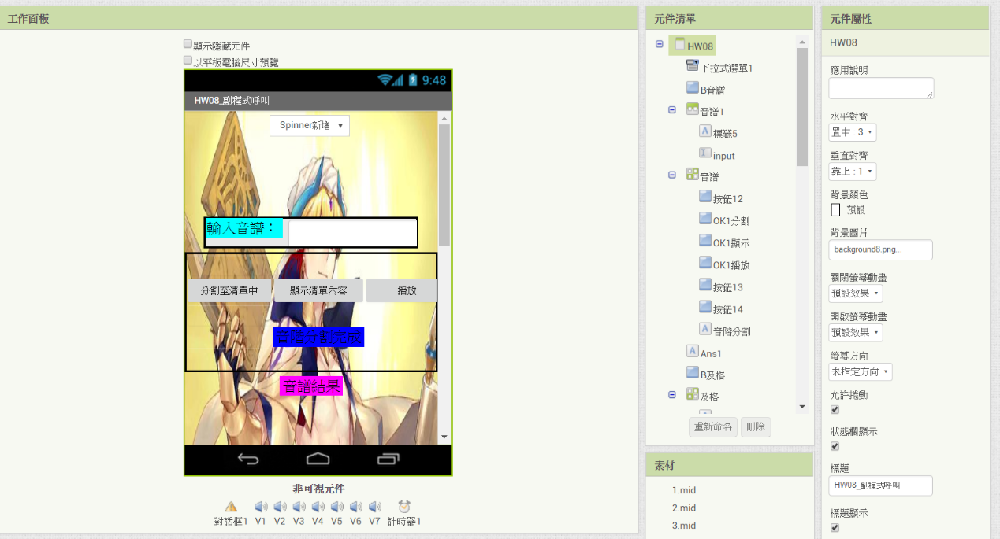 工作面板
顯示隱藏元件
以平板電腦尺寸預覽
9:48
HW08_副程式呼叫
Spinner新增
輸入音譜：
分割至清單中
顯示清單內容
播放
音階分割完成
音譜結果
非可視元件
對話框1
V1
V2
V3
V4
V5
V6
V7
計時器1
元件清單
HW08
下拉式選單1
B音譜
音譜1
標籤5
input
音譜
按鈕12
OK1分割
OK1顯示
OK1播放
按鈕13
按鈕14
音階分割
Ans1
B及格
及格
重新命名
刪除
素材
1.mid
2.mid
3.mid
元件屬性
HW08
應用說明
水平對齊
置中 : 3
垂直對齊
靠上 : 1
背景顏色
預設
背景圖片
background8.png...
關閉螢幕動畫
預設效果
開啟螢幕動畫
預設效果
螢幕方向
未指定方向
允許捲動
狀態欄顯示
標題
HW08_副程式呼叫
標題顯示